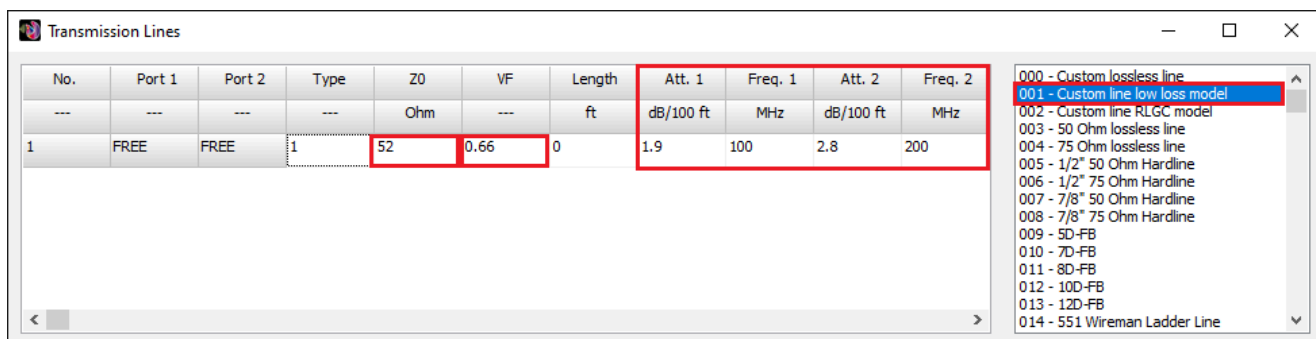 Transmission Lines
No. Port 1 Port 2 Type Z0 VF Length Att. 1 Freq. 1 Att. 2 Freq. 2
--- --- --- --- Ohm --- ft dB/100 ft MHz dB/100 ft MHz
1 FREE FREE 1 52 0.66 0 1.9 100 2.8 200
000 - Custom lossless line
001 - Custom line low loss model
002 - Custom line RLGC model
003 - 50 Ohm lossless line
004 - 75 Ohm lossless line
005 - 1/2" 50 Ohm Hardline
006 - 1/2" 75 Ohm Hardline
007 - 7/8" 50 Ohm Hardline
008 - 7/8" 75 Ohm Hardline
009 - 5D-FB
010 - 7D-FB
011 - 8D-FB
012 - 10D-FB
013 - 12D-FB
014 - 551 Wireman Ladder Line